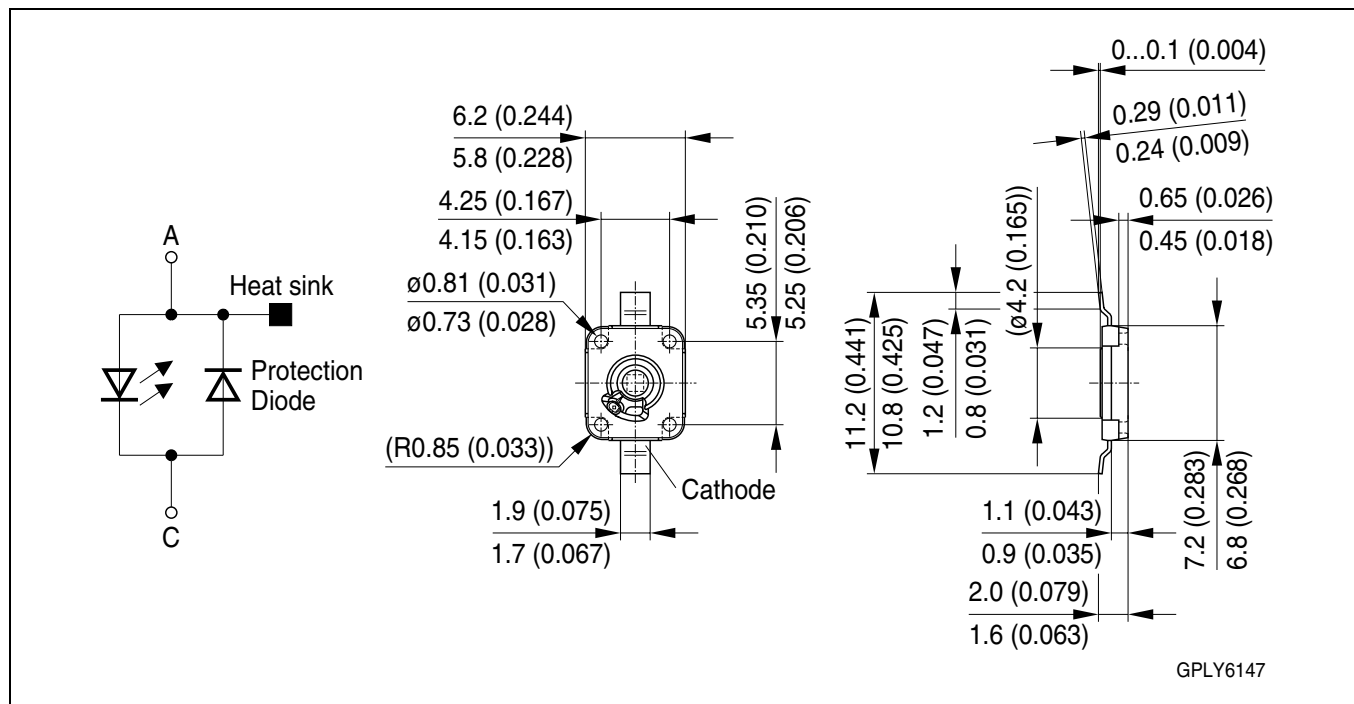 A
Heat sink
Protection
Diode
C
6.2 (0.244)
5.8 (0.228)
4.25 (0.167)
4.15 (0.163)
ø0.81 (0.031)
ø0.73 (0.028)
5.35 (0.210)
5.25 (0.206)
(R0.85 (0.033))
Cathode
1.9 (0.075)
1.7 (0.067)
0...0.1 (0.004)
0.29 (0.011)
0.24 (0.009)
0.65 (0.026)
0.45 (0.018)
(ø4.2 (0.165))
11.2 (0.441)
10.8 (0.425)
1.2 (0.047)
0.8 (0.031)
7.2 (0.283)
6.8 (0.268)
1.1 (0.043)
0.9 (0.035)
2.0 (0.079)
1.6 (0.063)
GPLY6147